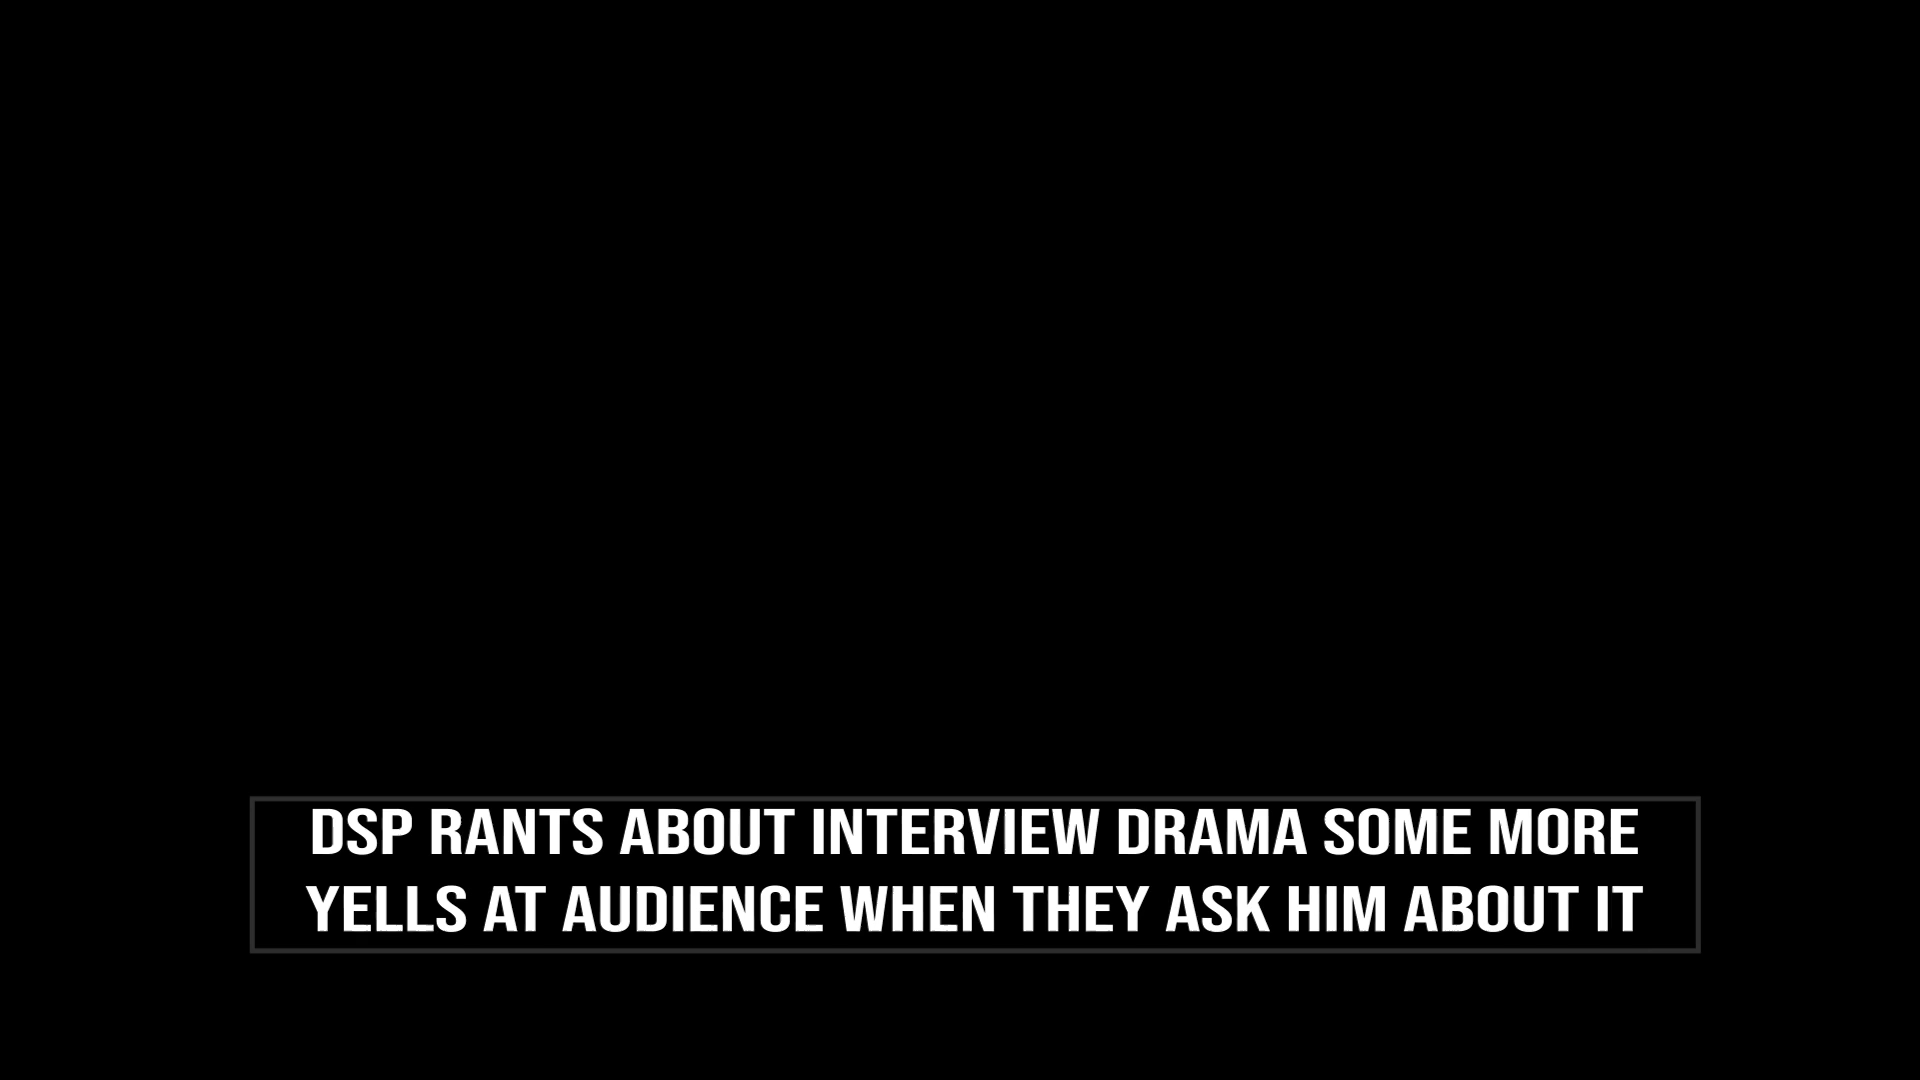 DSP RANTS ABOUT INTERVIEW DRAMA SOME MORE
YELLS AT AUDIENCE WHEN THEY ASK HIM ABOUT IT